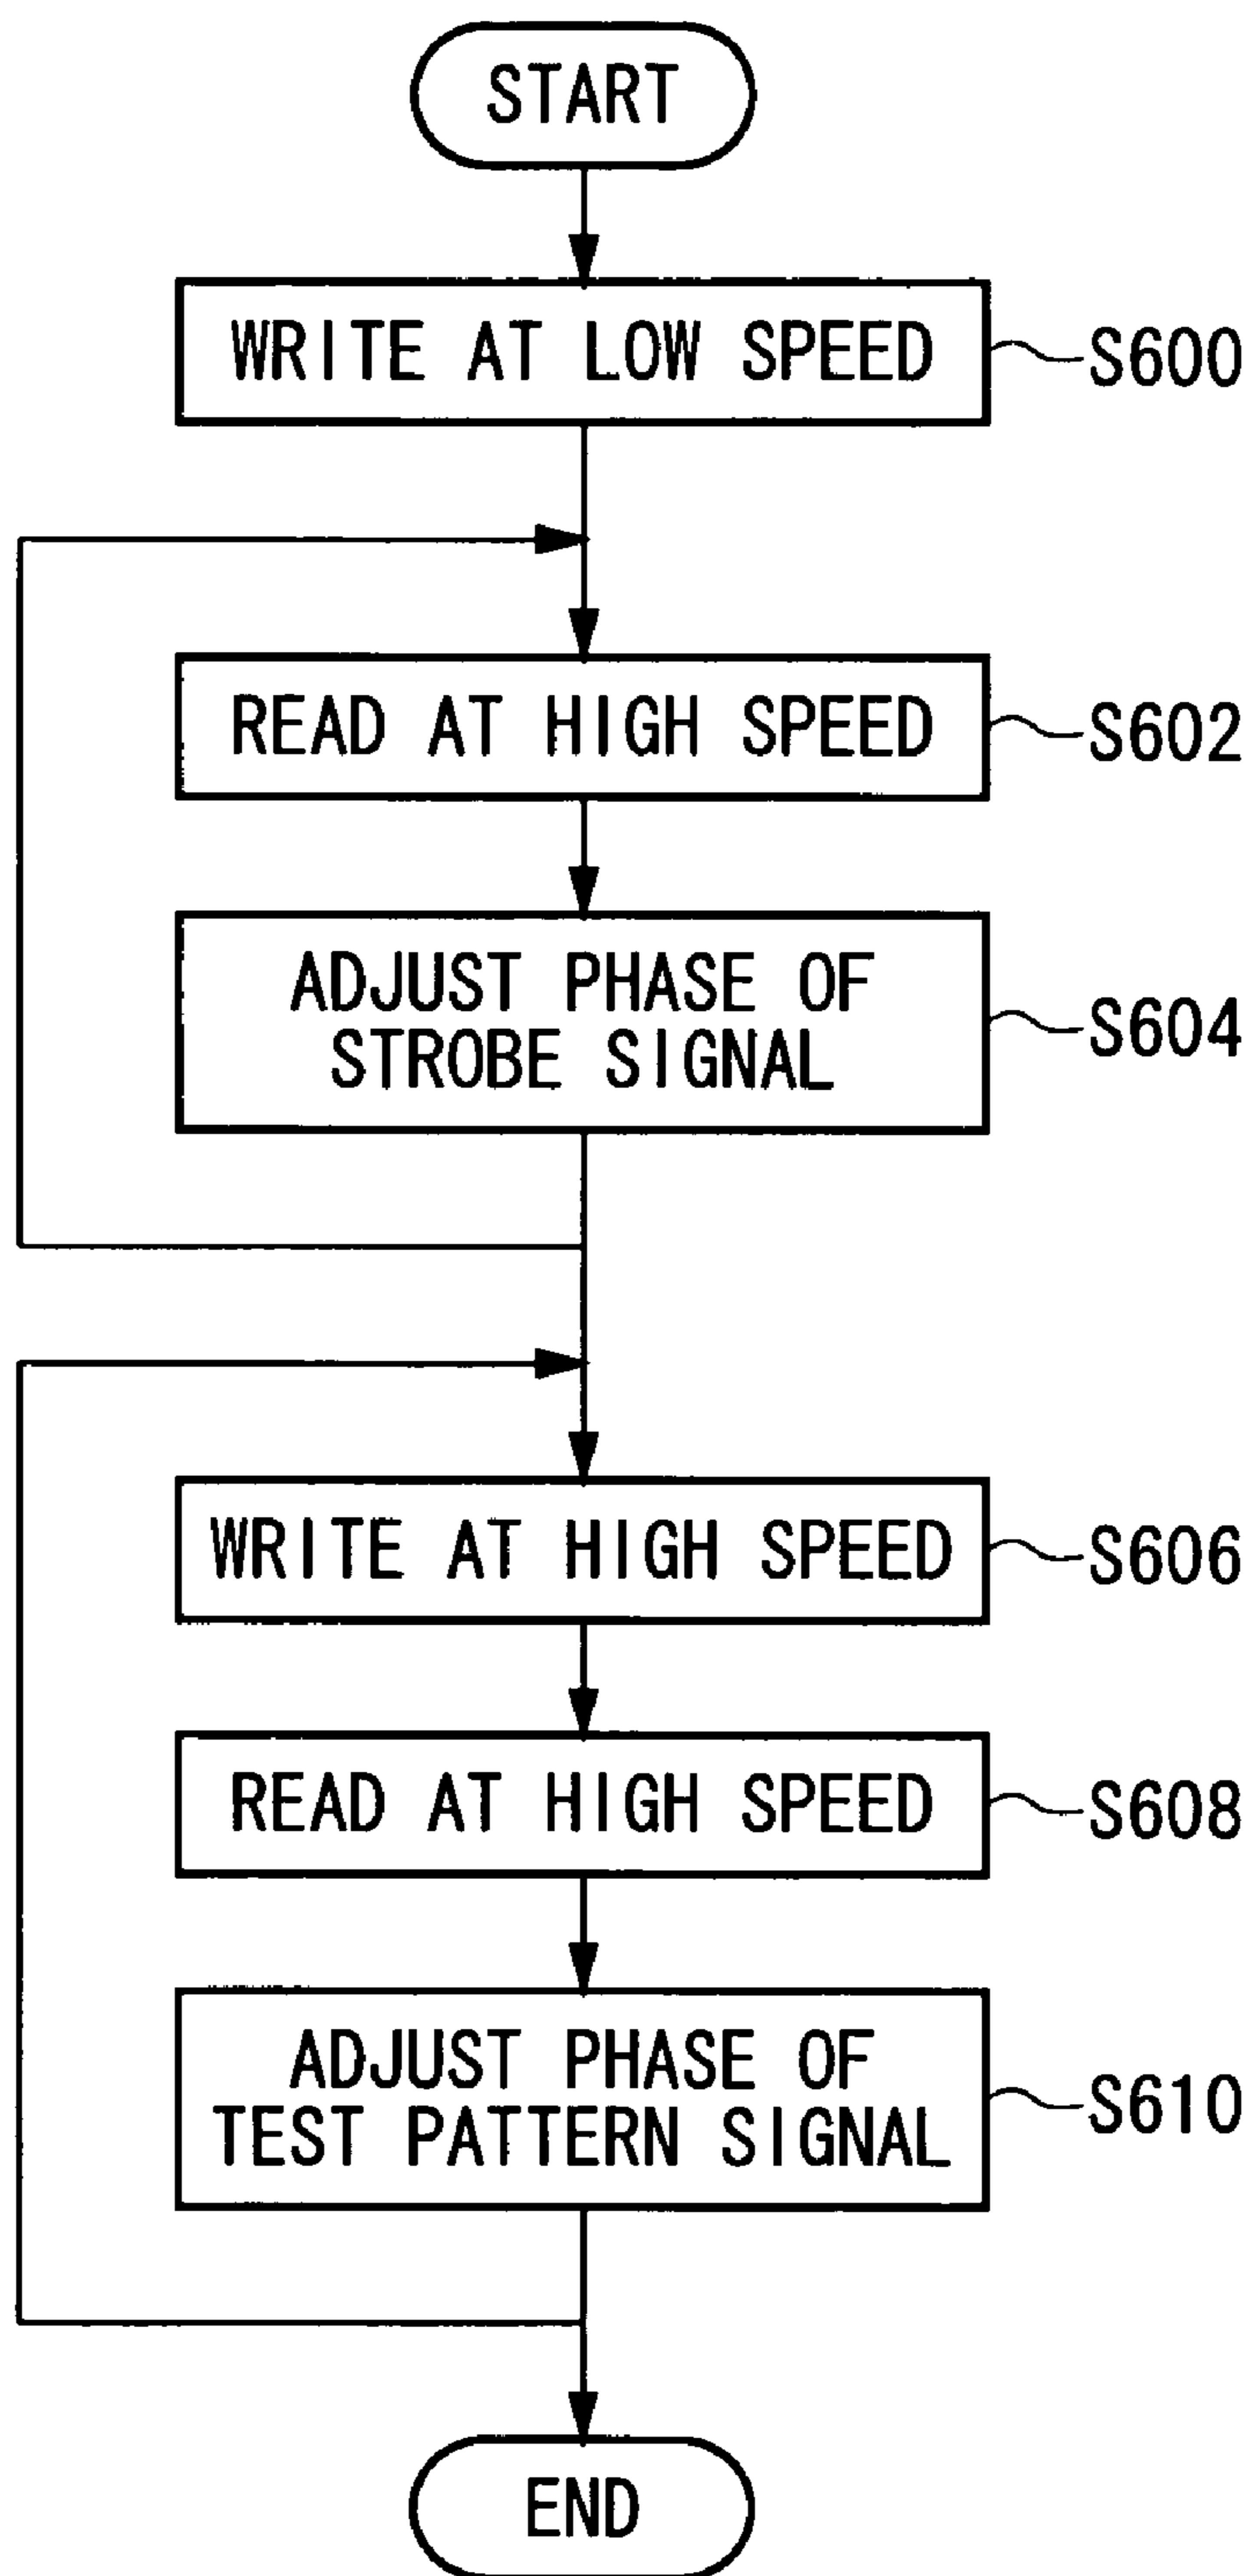 START
WRITE AT LOW SPEED
S600
READ AT HIGH SPEED
S602
ADJUST PHASE OF
STROBE SIGNAL
S604
WRITE AT HIGH SPEED
S606
READ AT HIGH SPEED
S608
ADJUST PHASE OF
TEST PATTERN SIGNAL
S610
END